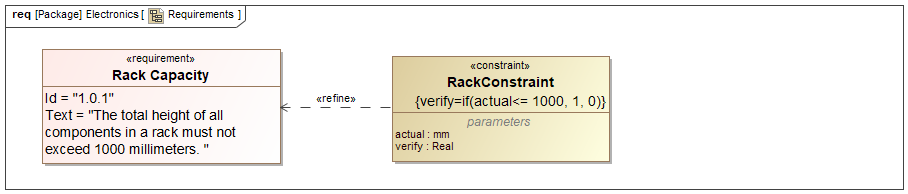 req [Package] Electronics [ Requirements ]
«requirement»
Rack Capacity
Id = "1.0.1"
Text = "The total height of all
components in a rack must not
exceed 1000 millimeters. "
«refine»
«constraint»
RackConstraint
{verify=if(actual<= 1000, 1, 0)}
parameters
actual : mm
verify : Real